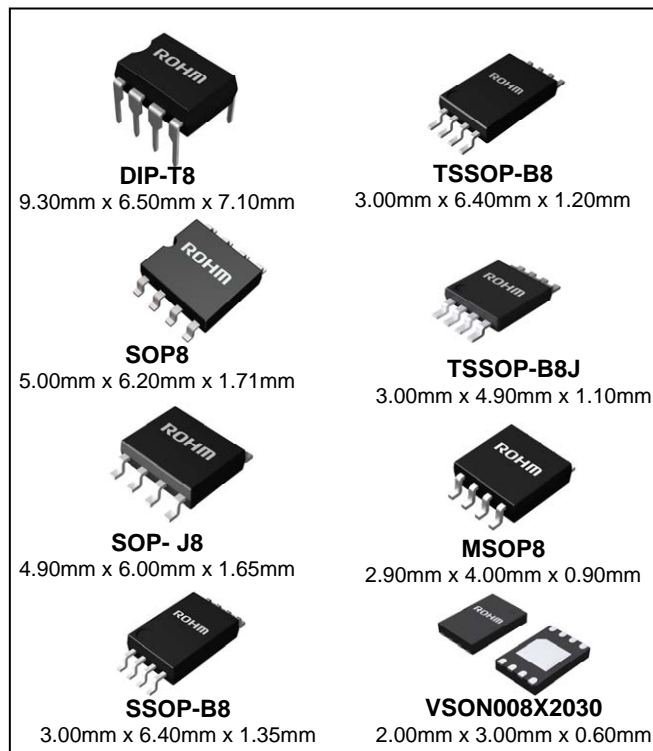 ROHM
DIP-T8
9.30mm x 6.50mm x 7.10mm
ROHM
TSSOP-B8
3.00mm x 6.40mm x 1.20mm
ROHM
SOP8
5.00mm x 6.20mm x 1.71mm
ROHM
TSSOP-B8J
3.00mm x 4.90mm x 1.10mm
ROHM
SOP- J8
4.90mm x 6.00mm x 1.65mm
ROHM
MSOP8
2.90mm x 4.00mm x 0.90mm
ROHM
SSOP-B8
3.00mm x 6.40mm x 1.35mm
ROHM
VSON008X2030
2.00mm x 3.00mm x 0.60mm